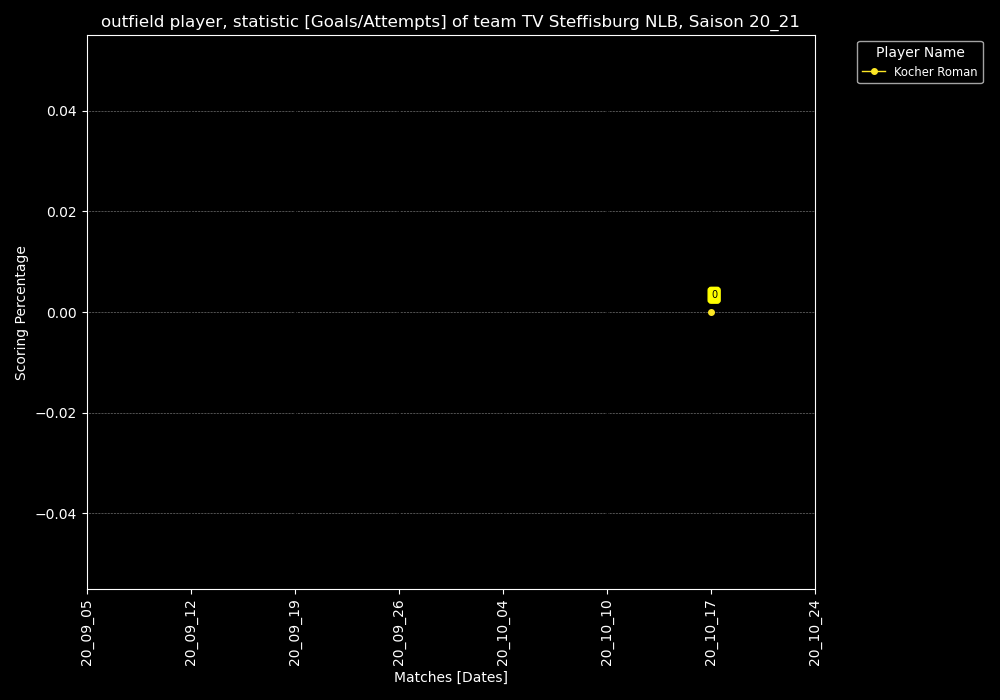 outfield player, statistic [Goals/Attempts] of team TV Steffisburg NLB, Saison 20_21
Player Name
Kocher Roman
Scoring Percentage
0.04
0.02
0.00
−0.02
−0.04
0
20_09_05
20_09_12
20_09_19
20_09_26
20_10_04
20_10_10
20_10_17
20_10_24
Matches [Dates]